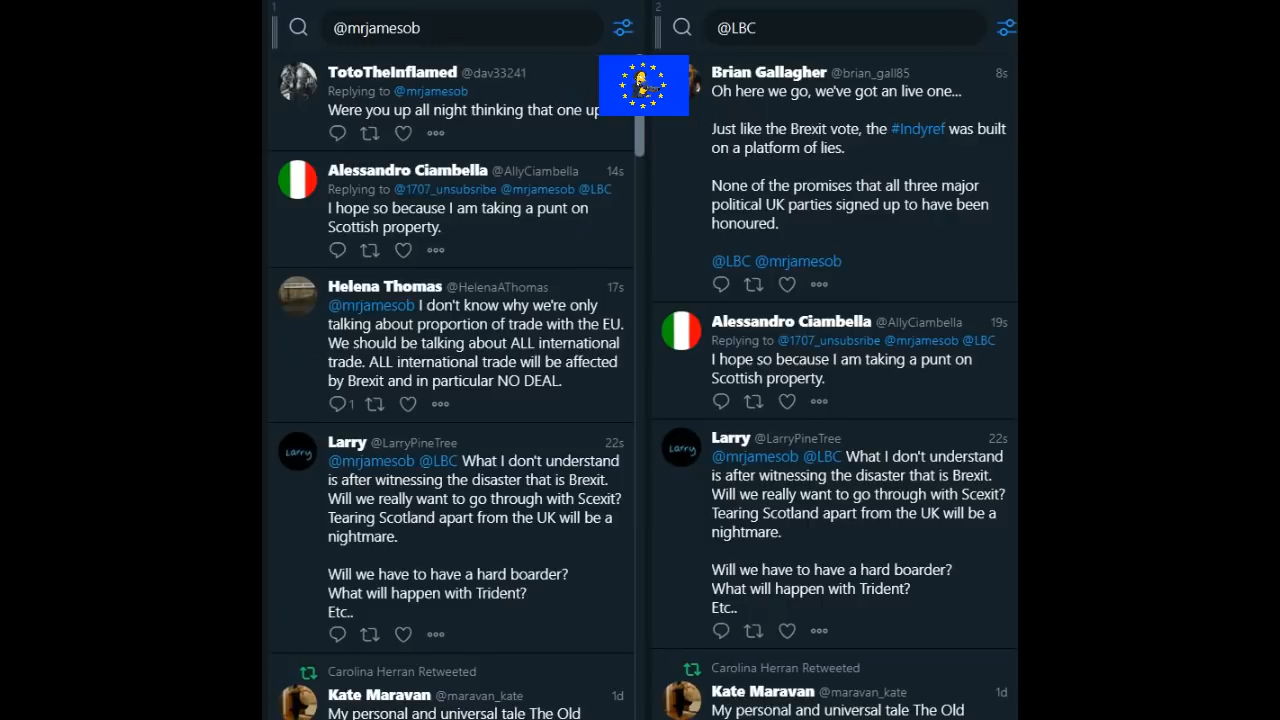 1
@mrjamesob
TotoTheInflamed @dav33241
Replying to @mrjamesob
Were you up all night thinking that one up
Alessandro Ciambella @AllyCiambella 14s
Replying to @1707_unsubsribe @mrjamesob @LBC
I hope so because I am taking a punt on
Scottish property.
Helena Thomas @HelenaAThomas 17s
@mrjamesob I don't know why we're only
talking about proportion of trade with the EU.
We should be talking about ALL international
trade. ALL international trade will be affected
by Brexit and in particular NO DEAL.
1
Larry @LarryPineTree 22s
@mrjamesob @LBC What I don't understand
is after witnessing the disaster that is Brexit.
Will we really want to go through with Scexit?
Tearing Scotland apart from the UK will be a
nightmare.
Will we have to have a hard boarder?
What will happen with Trident?
Etc..
Larry
Carolina Herran Retweeted
Kate Maravan @maravan_kate 1d
My personal and universal tale The Old
2
@LBC
Brian Gallagher @brian_gall85 8s
Oh here we go, we've got an live one...
Just like the Brexit vote, the #Indyref was built
on a platform of lies.
None of the promises that all three major
political UK parties signed up to have been
honoured.
@LBC @mrjamesob
Alessandro Ciambella @AllyCiambella 19s
Replying to @1707_unsubsribe @mrjamesob @LBC
I hope so because I am taking a punt on
Scottish property.
Larry @LarryPineTree 22s
@mrjamesob @LBC What I don't understand
is after witnessing the disaster that is Brexit.
Will we really want to go through with Scexit?
Tearing Scotland apart from the UK will be a
nightmare.
Will we have to have a hard boarder?
What will happen with Trident?
Etc..
Larry
Carolina Herran Retweeted
Kate Maravan @maravan_kate 1d
My personal and universal tale The Old